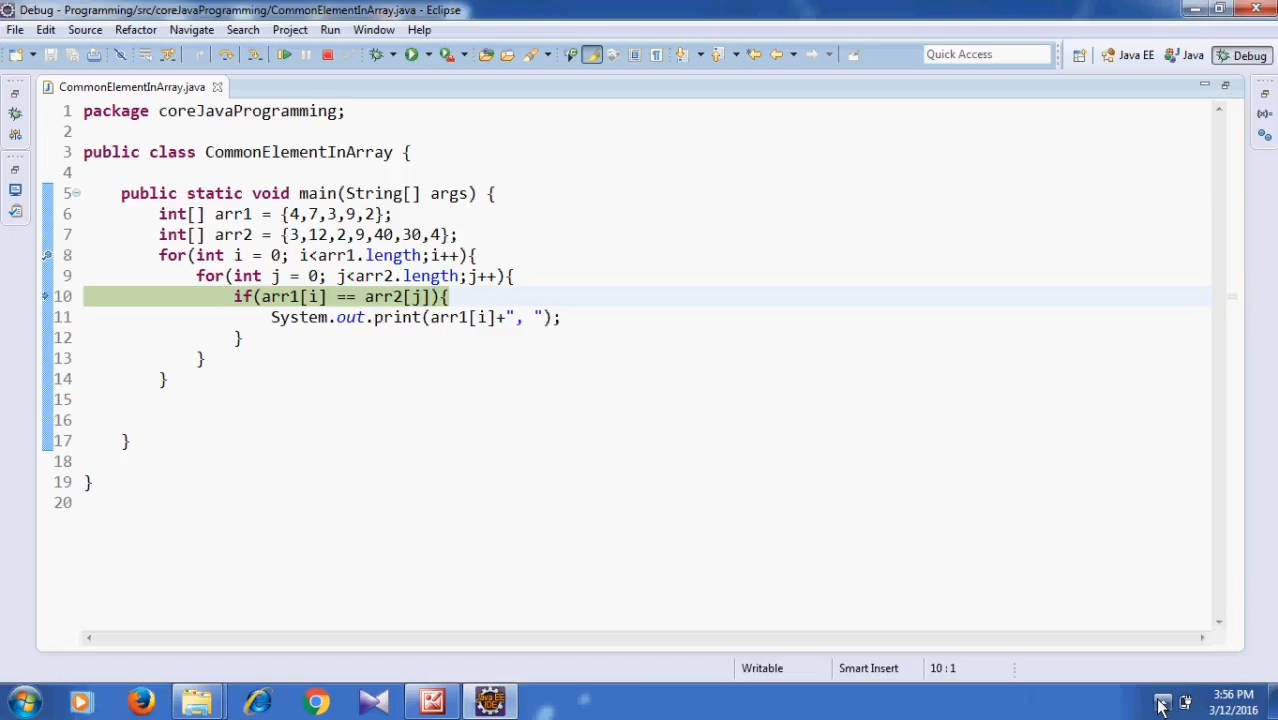 Debug - Programming/src/coreJavaProgramming/CommonElementInArray.java - Eclipse
File Edit Source Refactor Navigate Search Project Run Window Help
Quick Access Java EE Java Debug
CommonElementInArray.java
1 package coreJavaProgramming;
2
3 public class CommonElementInArray {
4
5 public static void main(String[] args) {
6 int[] arr1 = {4,7,3,9,2};
7 int[] arr2 = {3,12,2,9,40,30,4};
8 for(int i = 0; i<arr1.length;i++){
9 for(int j = 0; j<arr2.length;j++){
10 if(arr1[i] == arr2[j]){
11 System.out.print(arr1[i]+", ");
12 }
13 }
14 }
15
16
17 }
18
19 }
20
Writable Smart Insert 10 : 1
Java EE
IDE
3:56 PM
3/12/2016